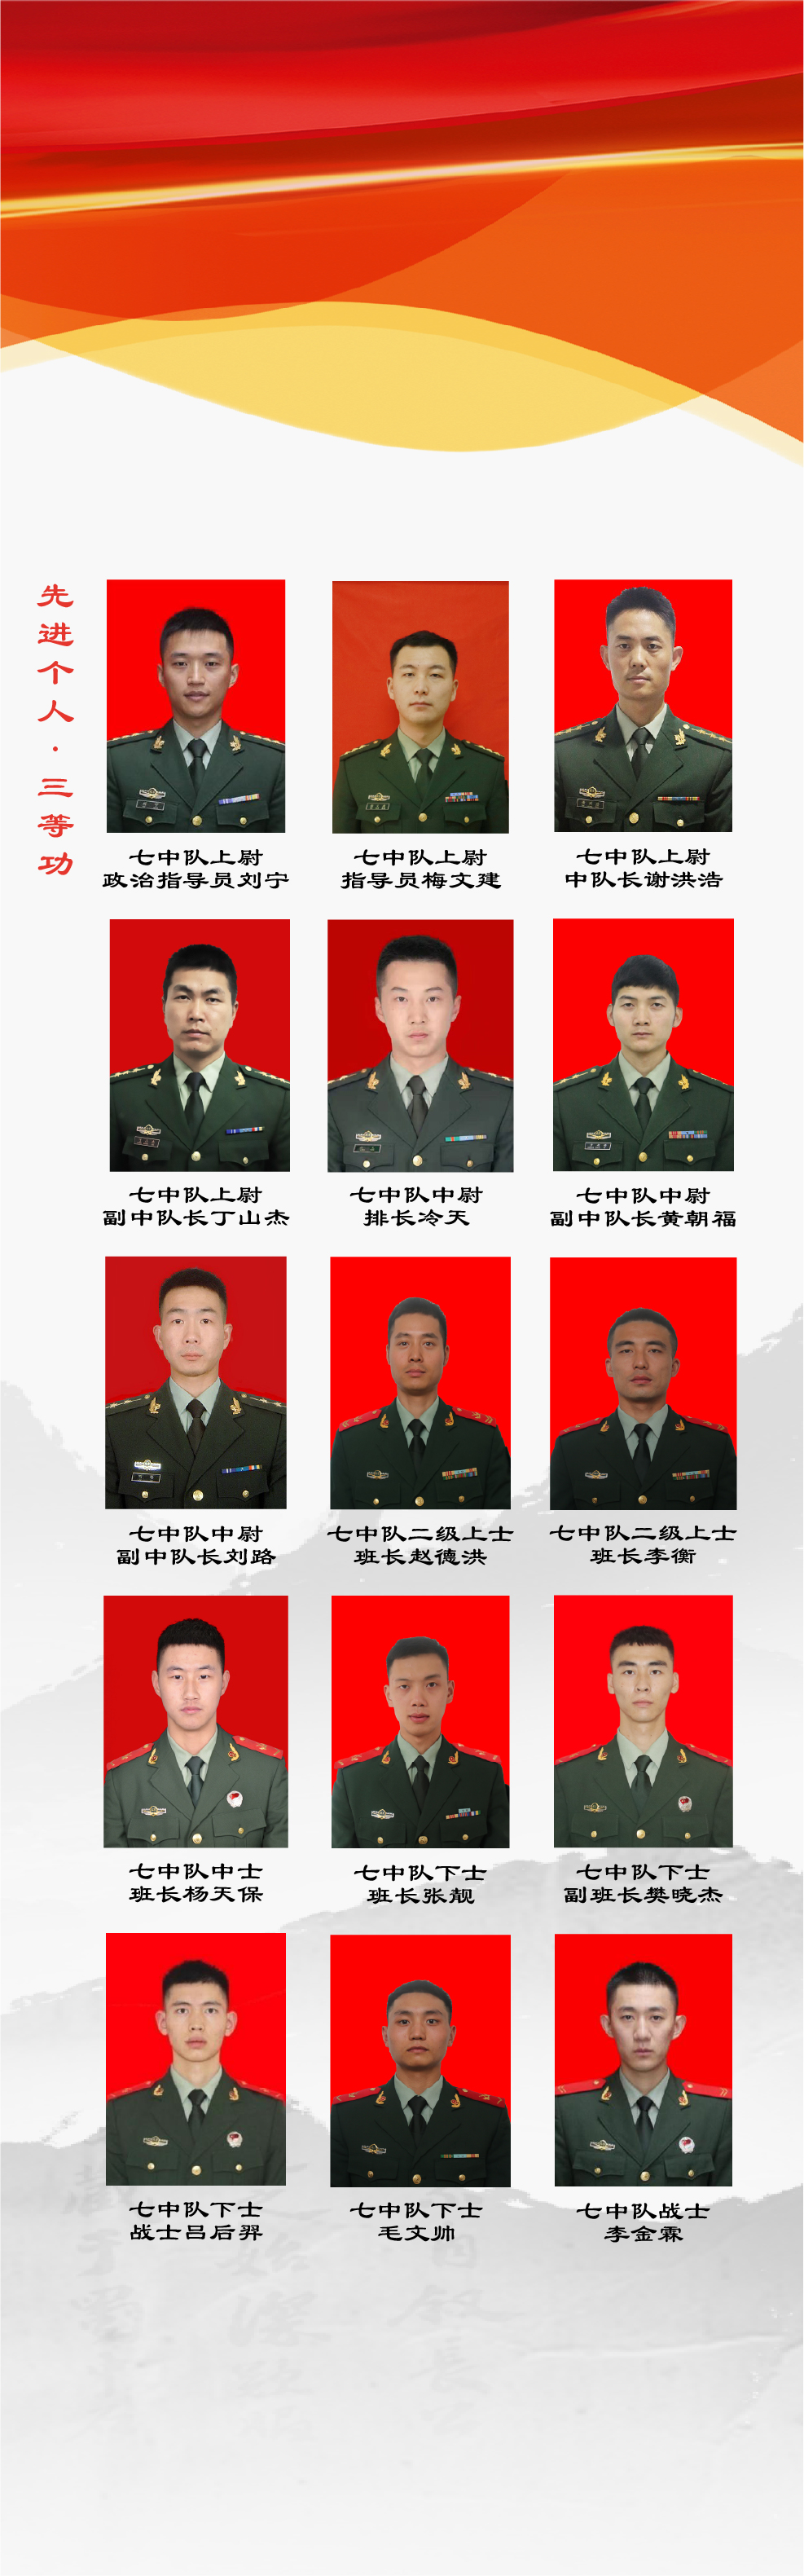 先进个人·三等功
七中队上尉
政治指导员刘宁
七中队上尉
指导员梅文建
七中队上尉
中队长谢洪浩
七中队上尉
副中队长丁山杰
七中队中尉
排长冷天
七中队中尉
副中队长黄朝福
七中队中尉
副中队长刘路
七中队二级上士
班长赵德洪
七中队二级上士
班长李衡
七中队中士
班长杨天保
七中队下士
班长张靓
七中队下士
副班长樊晓杰
七中队下士
战士吕后羿
七中队下士
毛文帅
七中队战士
李金霖